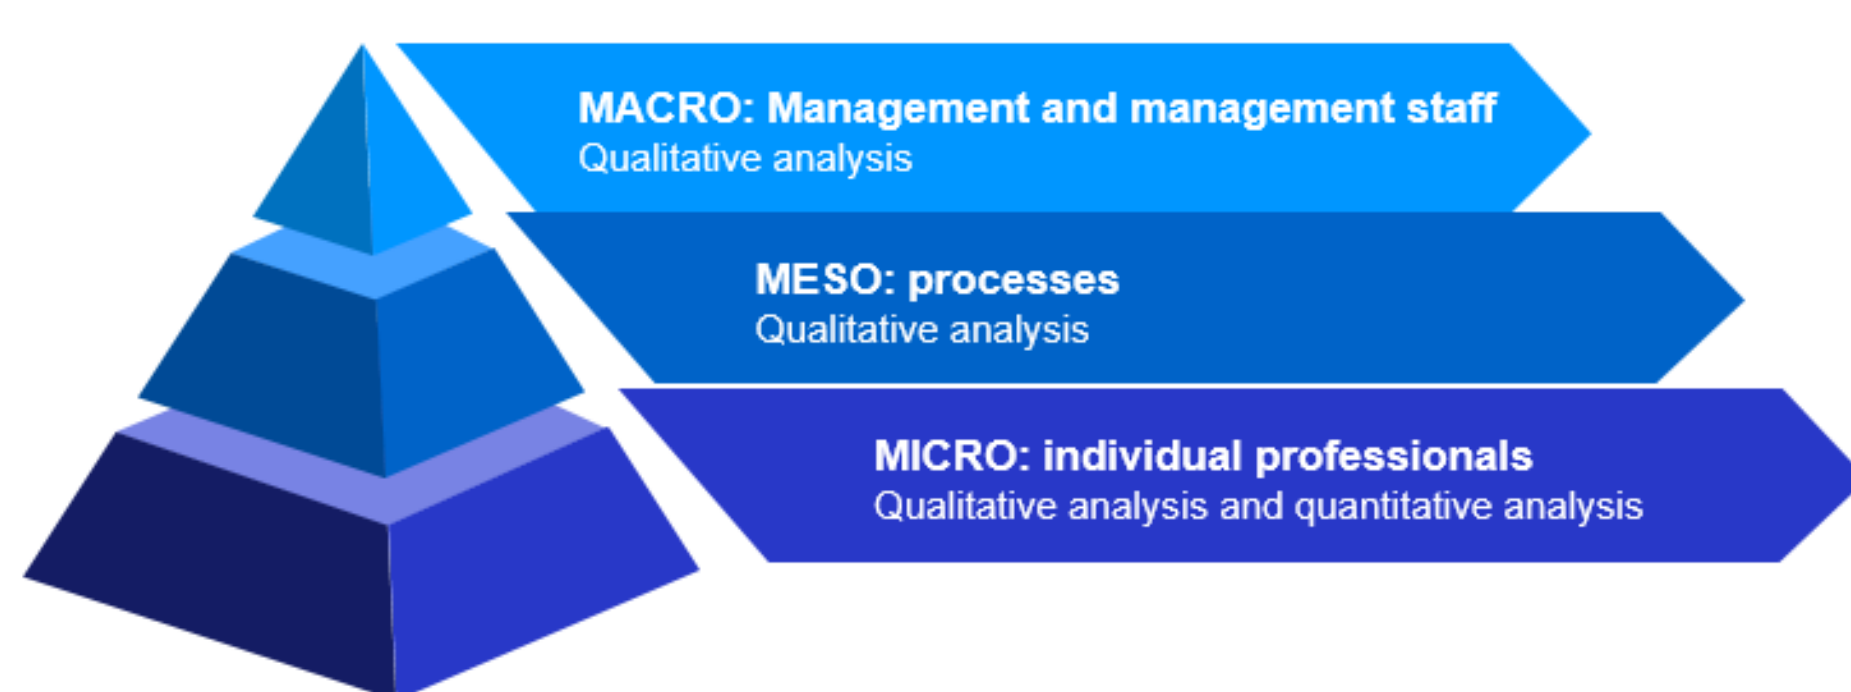 MACRO: Management and management staff
Qualitative analysis
MESO: processes
Qualitative analysis
MICRO: individual professionals
Qualitative analysis and quantitative analysis